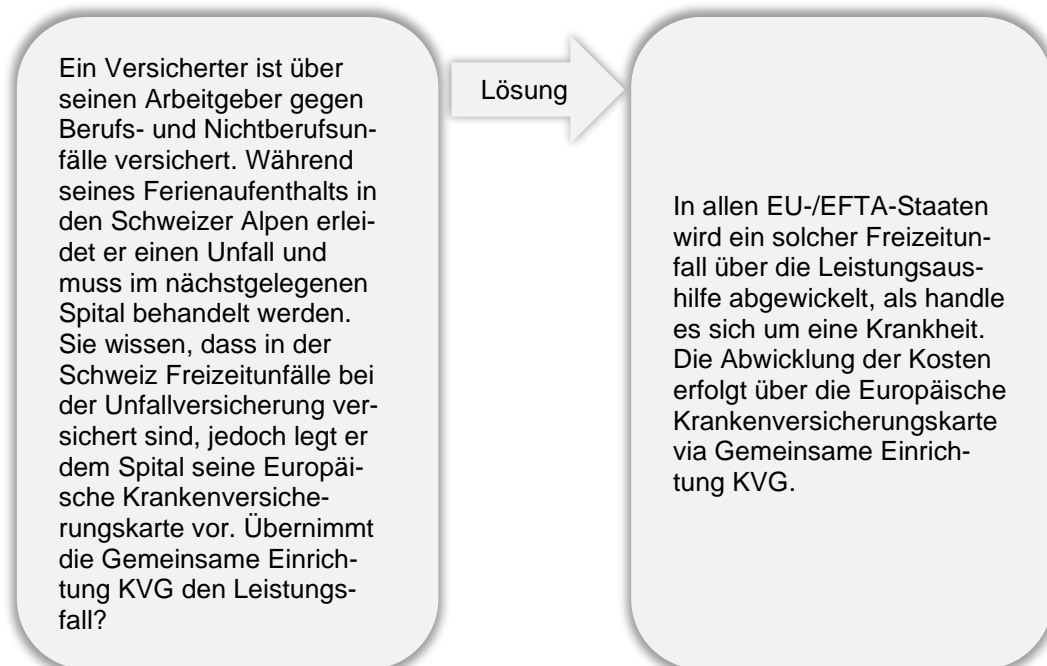 Ein Versicherter ist über
seinen Arbeitgeber gegen
Berufs- und Nichtberufsun-
fälle versichert. Während
seines Ferienaufenthalts in
den Schweizer Alpen erlei-
det er einen Unfall und
muss im nächstgelegenen
Spital behandelt werden.
Sie wissen, dass in der
Schweiz Freizeitunfälle bei
der Unfallversicherung ver-
sichert sind, jedoch legt er
dem Spital seine Europäi-
sche Krankenversiche-
rungskarte vor. Übernimmt
die Gemeinsame Einrich-
tung KVG den Leistungs-
fall?
Lösung
In allen EU-/EFTA-Staaten
wird ein solcher Freizeitun-
fall über die Leistungsaus-
hilfe abgewickelt, als handle
es sich um eine Krankheit.
Die Abwicklung der Kosten
erfolgt über die Europäische
Krankenversicherungskarte
via Gemeinsame Einrich-
tung KVG.